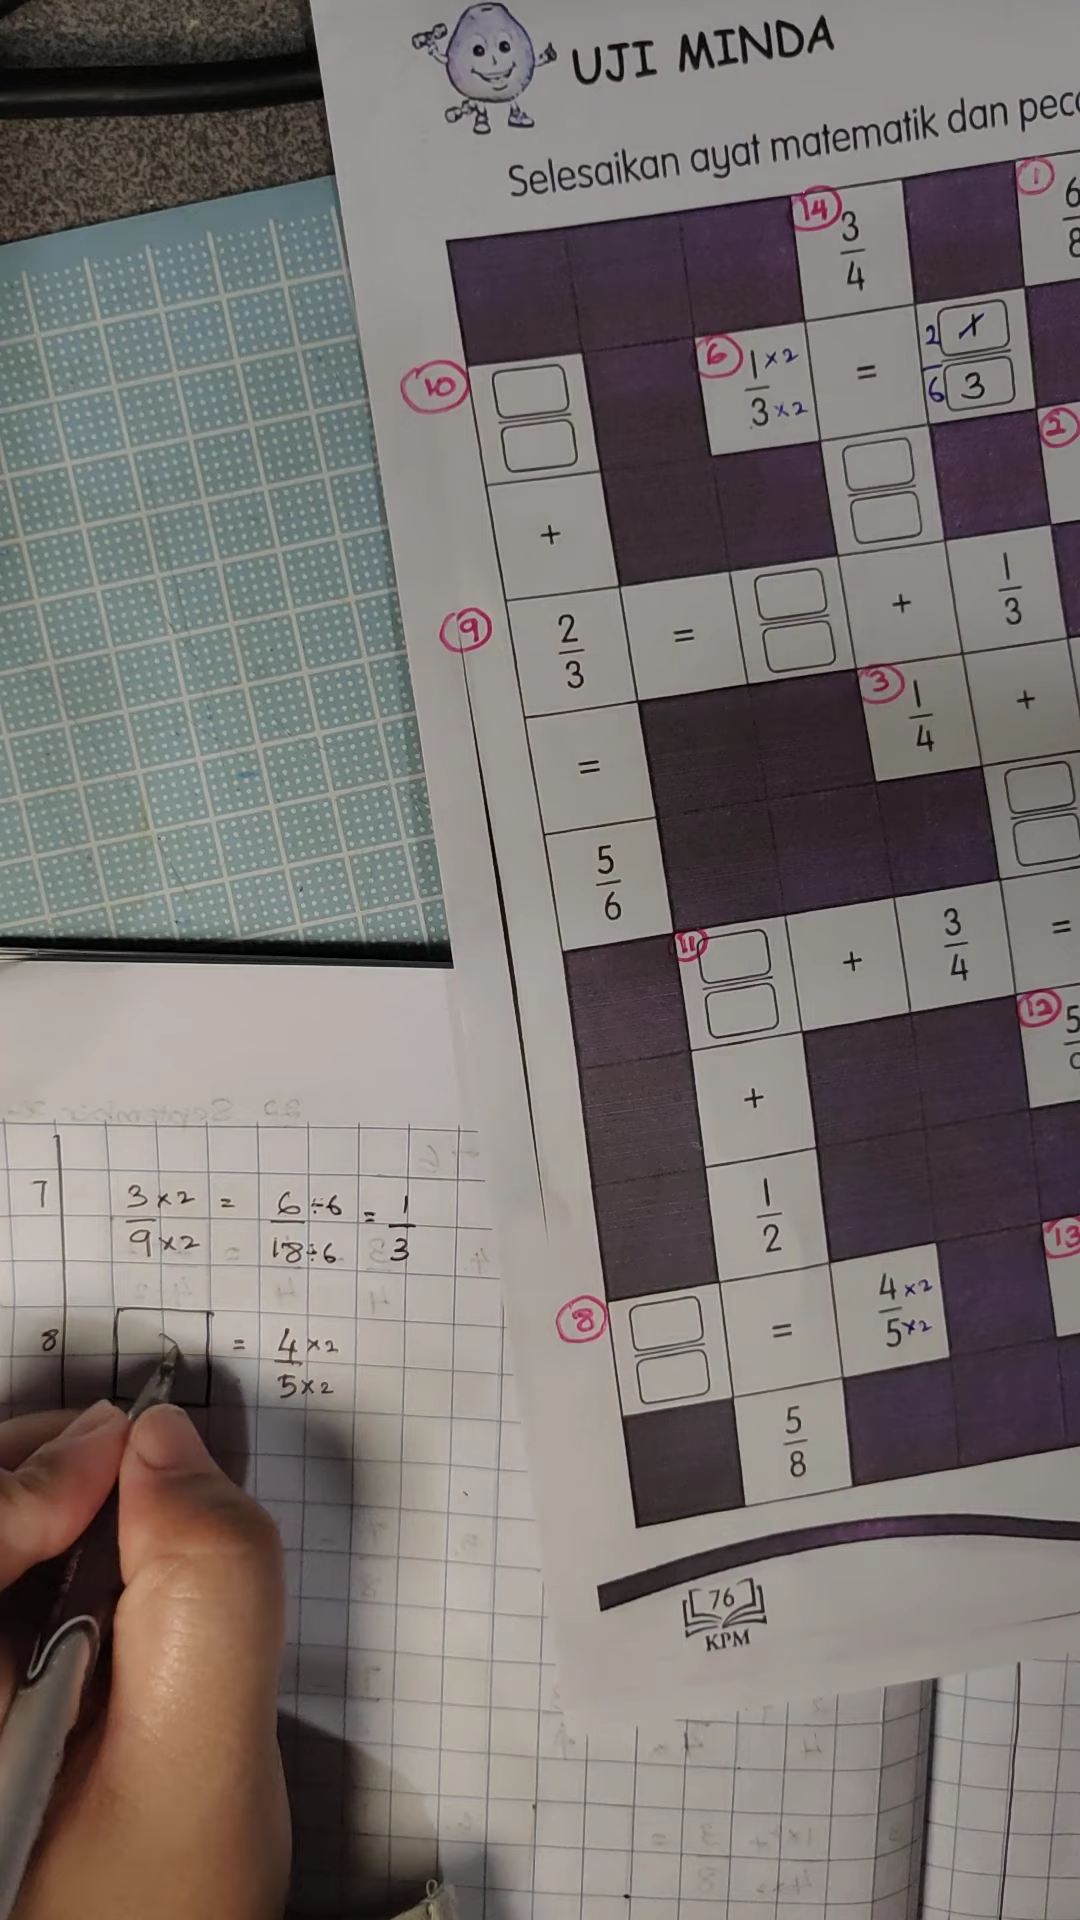 UJI MINDA
Selesaikan ayat matematik dan
14 3/4
1 6/8
6 1×2/3×2 = 2/6 3
10
2
+
9 2/3 = + 1/3
3 1/4 +
=
5/6
11 + 3/4 =
12
+
1/2
13
8 = 4×2/5×2
5/8
76
KPM
7 3×2/9×2 = 6÷6/18÷6 = 1/3
8 = 4×2/5×2